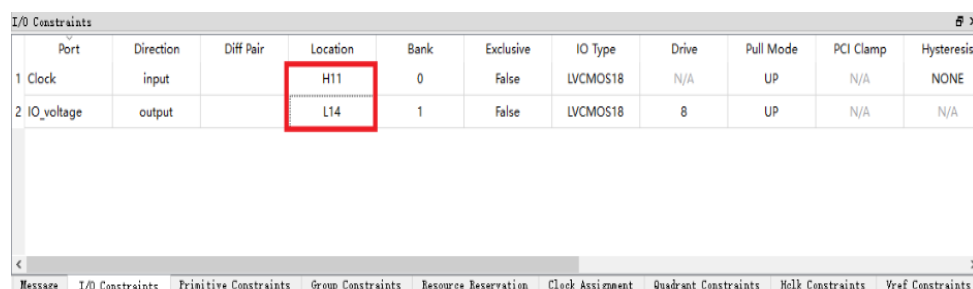 I/O Constraints
Port Direction Diff Pair Location Bank Exclusive IO Type Drive Pull Mode PCI Clamp Hysteresis
1 Clock input H11 0 False LVCMOS18 N/A UP N/A NONE
2 IO_voltage output L14 1 False LVCMOS18 8 UP N/A N/A
Message I/O Constraints Primitive Constraints Group Constraints Resource Reservation Clock Assignment Quadrant Constraints Hclk Constraints Vref Constraints